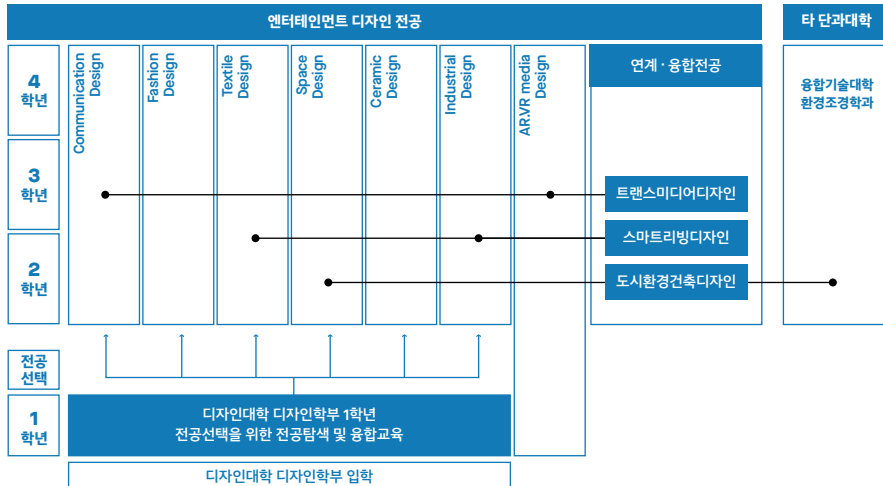 엔터테인먼트 디자인 전공
타 단과대학
4
학년
Communication
Design
Fashion
Design
Textile
Design
Space
Design
Ceramic
Design
Industrial
Design
AR.VR media
Design
연계 · 융합전공
융합기술대학
환경조경학과
3
학년
트랜스미디어디자인
스마트리빙디자인
2
학년
도시환경건축디자인
전공
선택
1
학년
디자인대학 디자인학부 1학년
전공선택을 위한 전공탐색 및 융합교육
디자인대학 디자인학부 입학